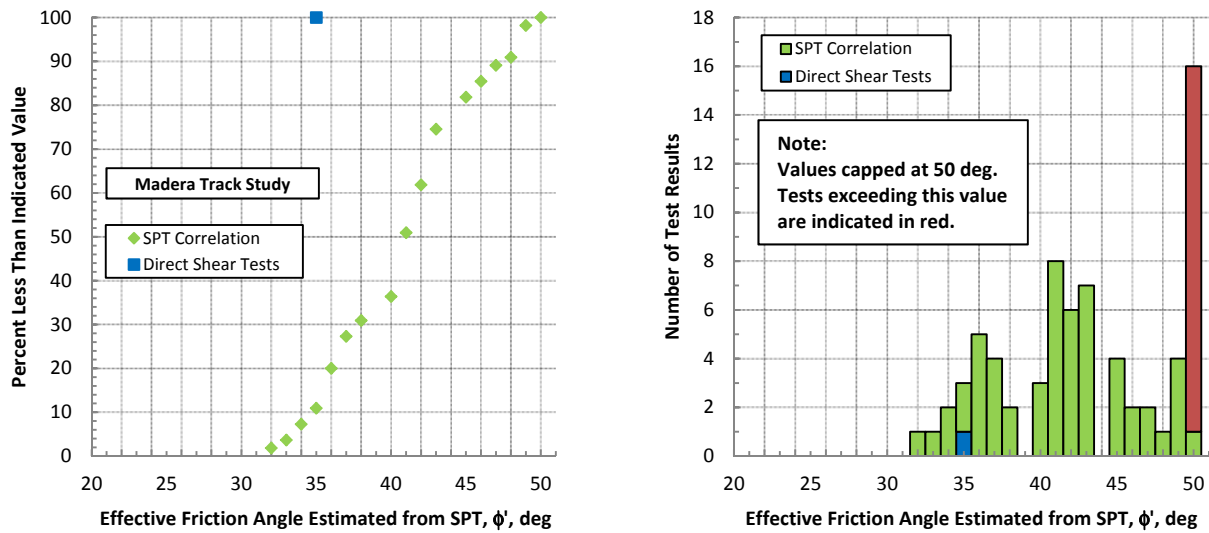 100
90
80
70
60
50
40
30
20
10
0
Percent Less Than Indicated Value
Madera Track Study
SPT Correlation
Direct Shear Tests
20 25 30 35 40 45 50
Effective Friction Angle Estimated from SPT, ϕ', deg
18
16
14
12
10
8
6
4
2
0
Number of Test Results
SPT Correlation
Direct Shear Tests
Note:
Values capped at 50 deg.
Tests exceeding this value
are indicated in red.
20 25 30 35 40 45 50
Effective Friction Angle Estimated from SPT, ϕ', deg